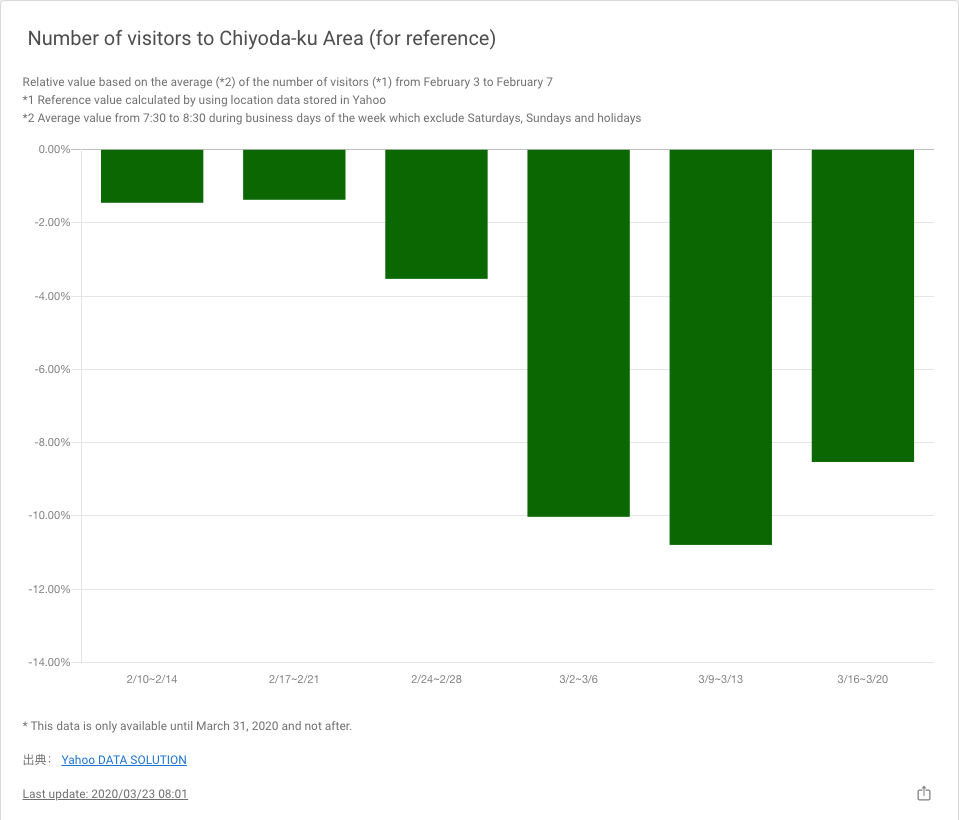 Number of visitors to Chiyoda-ku Area (for reference)
Relative value based on the average (*2) of the number of visitors (*1) from February 3 to February 7
*1 Reference value calculated by using location data stored in Yahoo
*2 Average value from 7:30 to 8:30 during business days of the week which exclude Saturdays, Sundays and holidays
0.00%
-2.00%
-4.00%
-6.00%
-8.00%
-10.00%
-12.00%
-14.00%
2/10~2/14 2/17~2/21 2/24~2/28 3/2~3/6 3/9~3/13 3/16~3/20
* This data is only available until March 31, 2020 and not after.
出典： Yahoo DATA SOLUTION
Last update: 2020/03/23 08:01